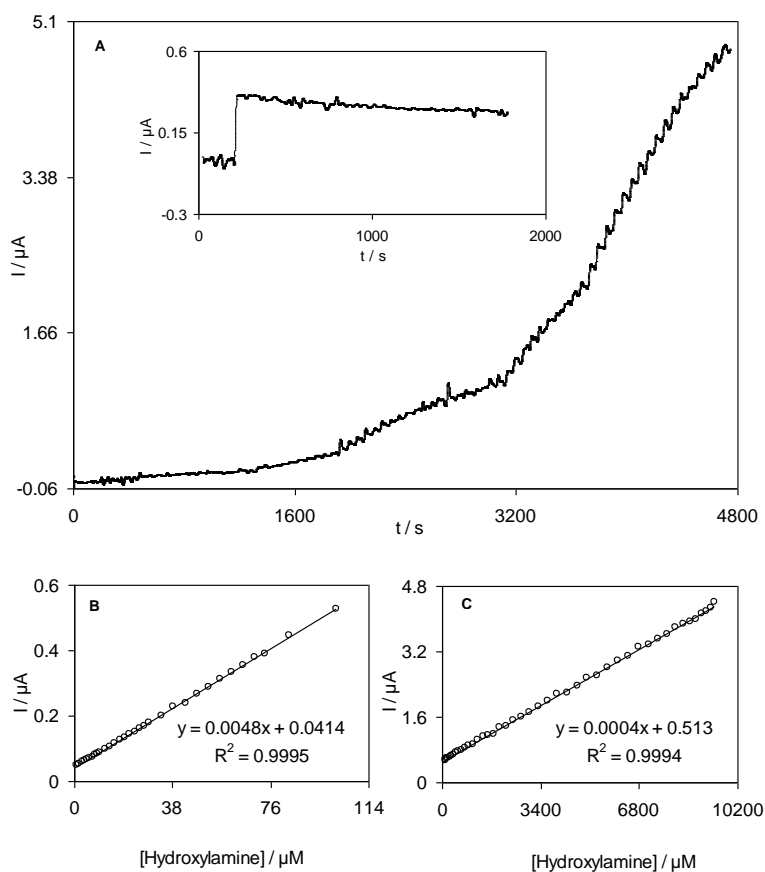 5.1
A
0.6
I / µA
0.15
-0.3
0
1000
2000
t / s
3.38
I / µA
1.66
-0.06
0
1600
3200
4800
t / s
0.6
B
0.4
I / µA
0.2
y = 0.0048x + 0.0414
R² = 0.9995
0
0
38
76
114
[Hydroxylamine] / µM
4.8
C
3.2
I / µA
1.6
y = 0.0004x + 0.513
R² = 0.9994
0
0
3400
6800
10200
[Hydroxylamine] / µM